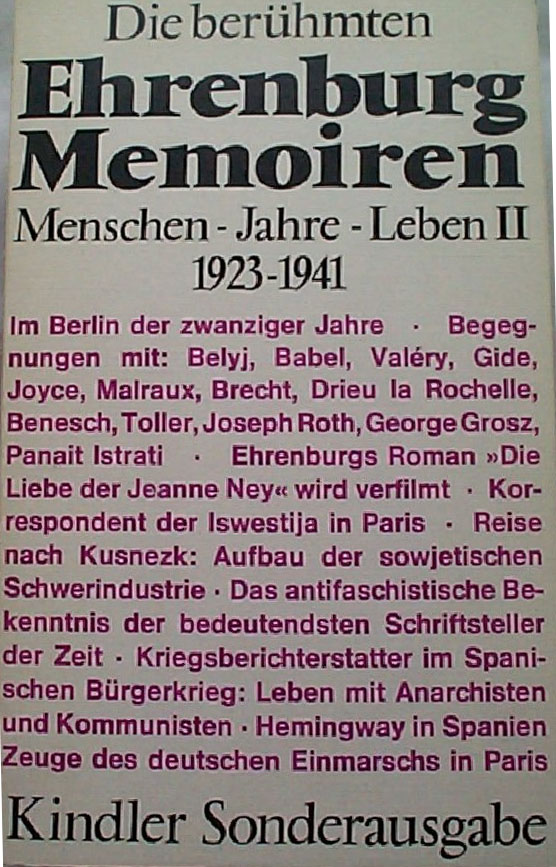 Die berühmten
Ehrenburg
Memoiren
Menschen - Jahre - Leben II
1923-1941
Im Berlin der zwanziger Jahre · Begeg-
nungen mit: Belyj, Babel, Valéry, Gide,
Joyce, Malraux, Brecht, Drieu la Rochelle,
Benesch, Toller, Joseph Roth, George Grosz,
Panait Istrati · Ehrenburgs Roman »Die
Liebe der Jeanne Ney« wird verfilmt · Kor-
respondent der Iswestija in Paris · Reise
nach Kusnezk: Aufbau der sowjetischen
Schwerindustrie · Das antifaschistische Be-
kenntnis der bedeutendsten Schriftsteller
der Zeit · Kriegsberichterstatter im Spani-
schen Bürgerkrieg: Leben mit Anarchisten
und Kommunisten · Hemingway in Spanien
Zeuge des deutschen Einmarschs in Paris
Kindler Sonderausgabe